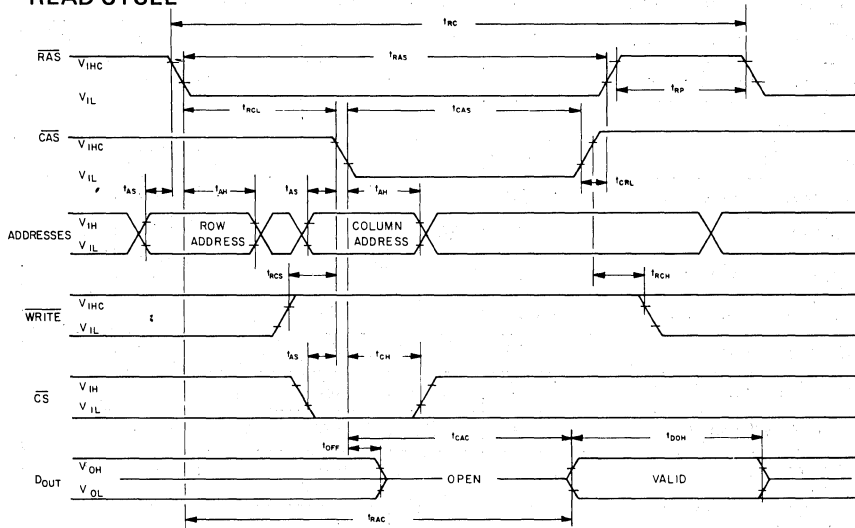 READ CYCLE
tRC
RAS
VIHC
VIL
tRAS
tRP
tRCL
tCAS
CAS
VIHC
VIL
tCRL
tAS
tAH
tAS
tAH
ADDRESSES
VIH
VIL
ROW
ADDRESS
COLUMN
ADDRESS
tRCS
tRCH
WRITE
VIHC
VIL
tAS
tCH
CS
VIH
VIL
tOFF
tCAC
tDOH
DOUT
VOH
VOL
OPEN
VALID
tRAC